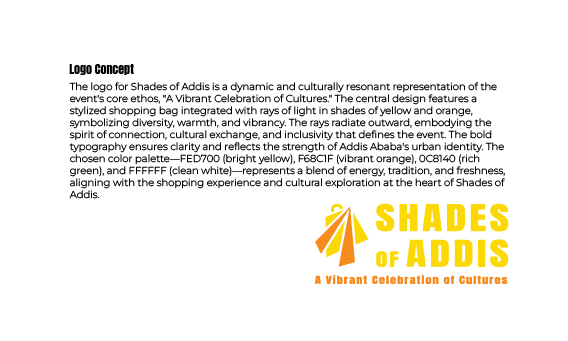 Logo Concept
The logo for Shades of Addis is a dynamic and culturally resonant representation of the
event's core ethos, "A Vibrant Celebration of Cultures." The central design features a
stylized shopping bag integrated with rays of light in shades of yellow and orange,
symbolizing diversity, warmth, and vibrancy. The rays radiate outward, embodying the
spirit of connection, cultural exchange, and inclusivity that defines the event. The bold
typography ensures clarity and reflects the strength of Addis Ababa's urban identity. The
chosen color palette—FED700 (bright yellow), F68C1F (vibrant orange), 0C8140 (rich
green), and FFFFFF (clean white)—represents a blend of energy, tradition, and freshness,
aligning with the shopping experience and cultural exploration at the heart of Shades of
Addis.
SHADES
OF ADDIS
A Vibrant Celebration of Cultures